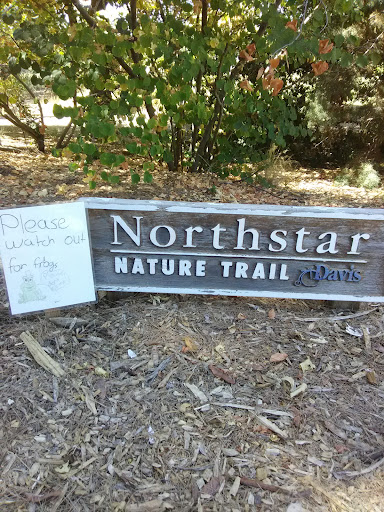 Please
watch out
for frogs
Northstar
NATURE TRAIL Davis